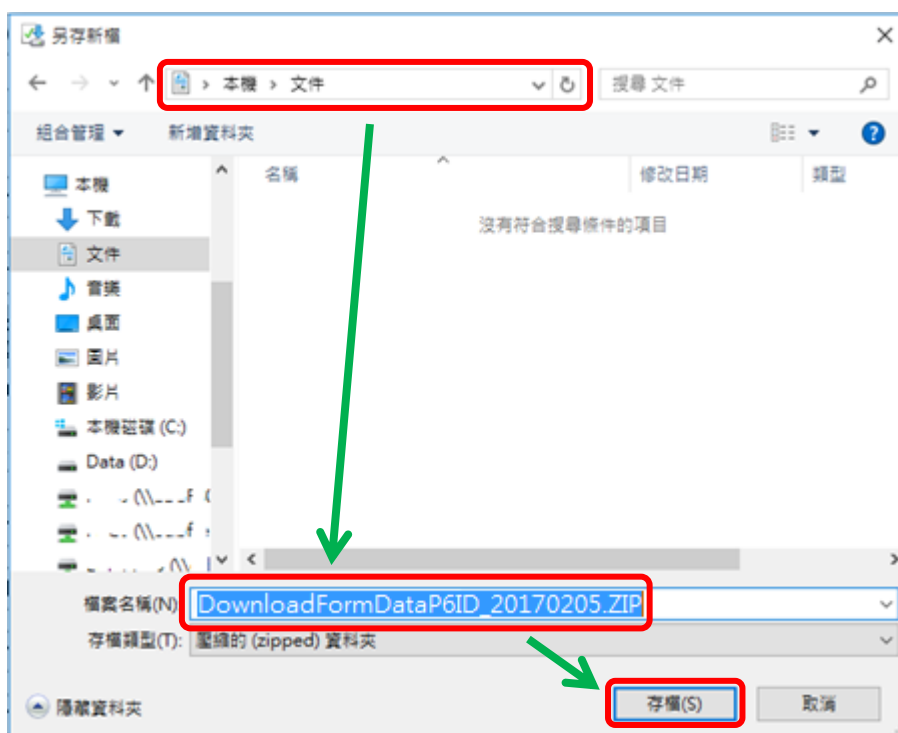 另存新檔
本機 › 文件
搜尋 文件
組合管理
新增資料夾
名稱
修改日期
類型
沒有符合搜尋條件的項目
本機
下載
文件
音樂
桌面
圖片
影片
本機磁碟 (C:)
Data (D:)
檔案名稱(N):
DownloadFormDataP6ID_20170205.ZIP
存檔類型(T):
壓縮的 (zipped) 資料夾
隱藏資料夾
存檔(S)
取消